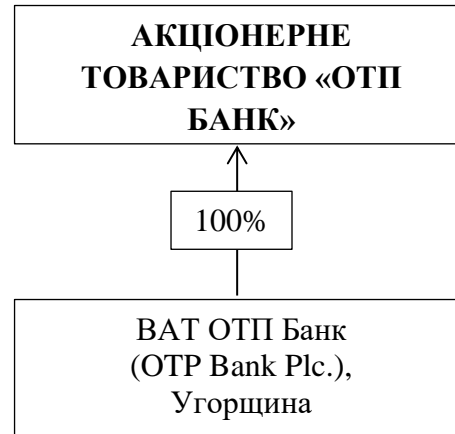 АКЦІОНЕРНЕ
ТОВАРИСТВО «ОТП
БАНК»
100%
ВАТ ОТП Банк
(OTP Bank Plc.),
Угорщина